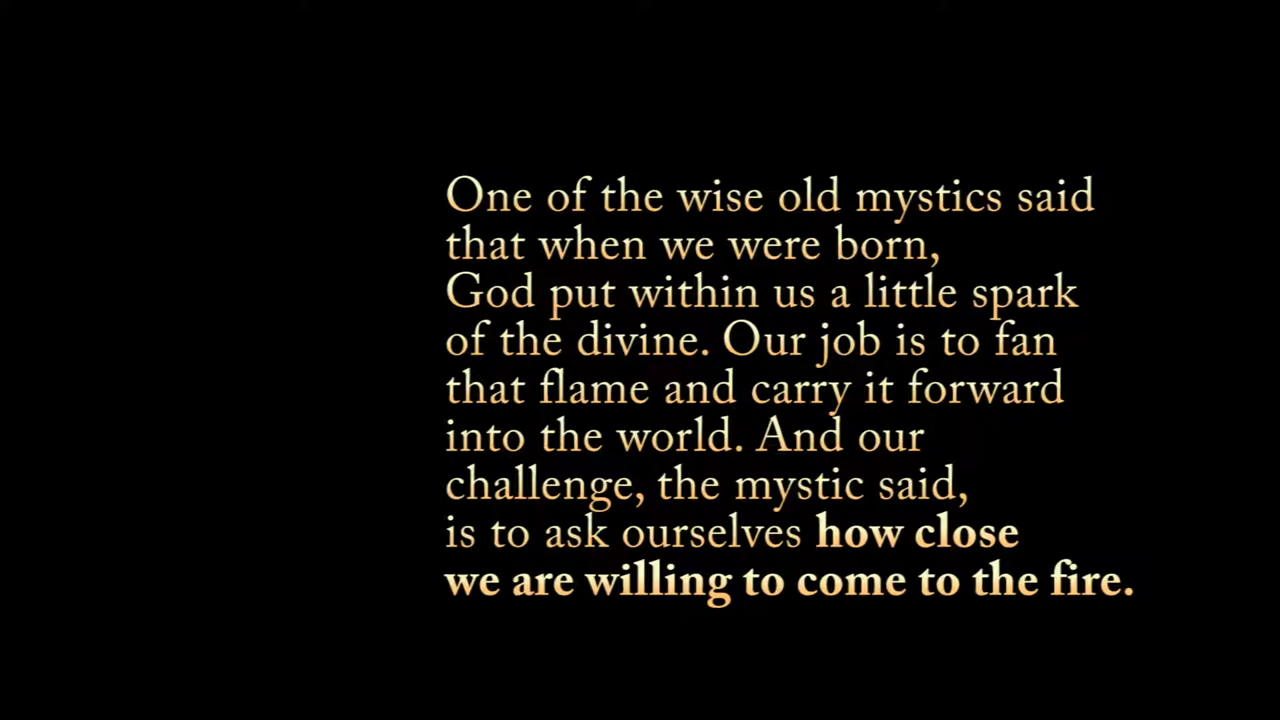 One of the wise old mystics said
that when we were born,
God put within us a little spark
of the divine. Our job is to fan
that flame and carry it forward
into the world. And our
challenge, the mystic said,
is to ask ourselves how close
we are willing to come to the fire.